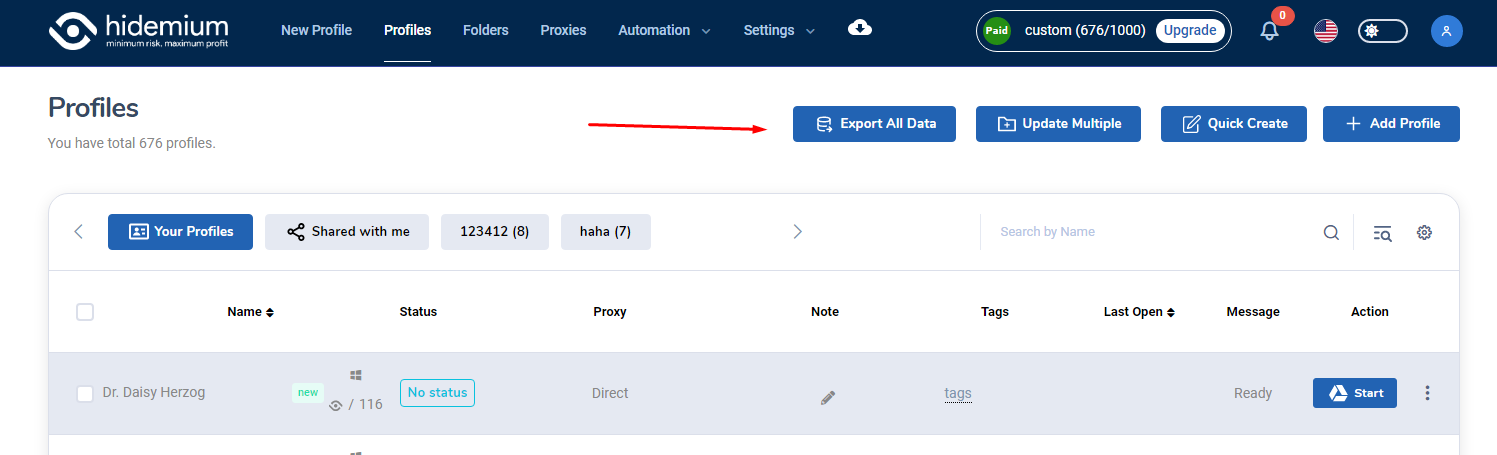 hidemium
minimum risk, maximum profit
New Profile
Profiles
Folders
Proxies
Automation
Settings
Paid
custom (676/1000)
Upgrade
0
Profiles
You have total 676 profiles.
Export All Data
Update Multiple
Quick Create
Add Profile
Your Profiles
Shared with me
123412 (8)
haha (7)
Search by Name
Name
Status
Proxy
Note
Tags
Last Open
Message
Action
Dr. Daisy Herzog
new
/ 116
No status
Direct
tags
Ready
Start